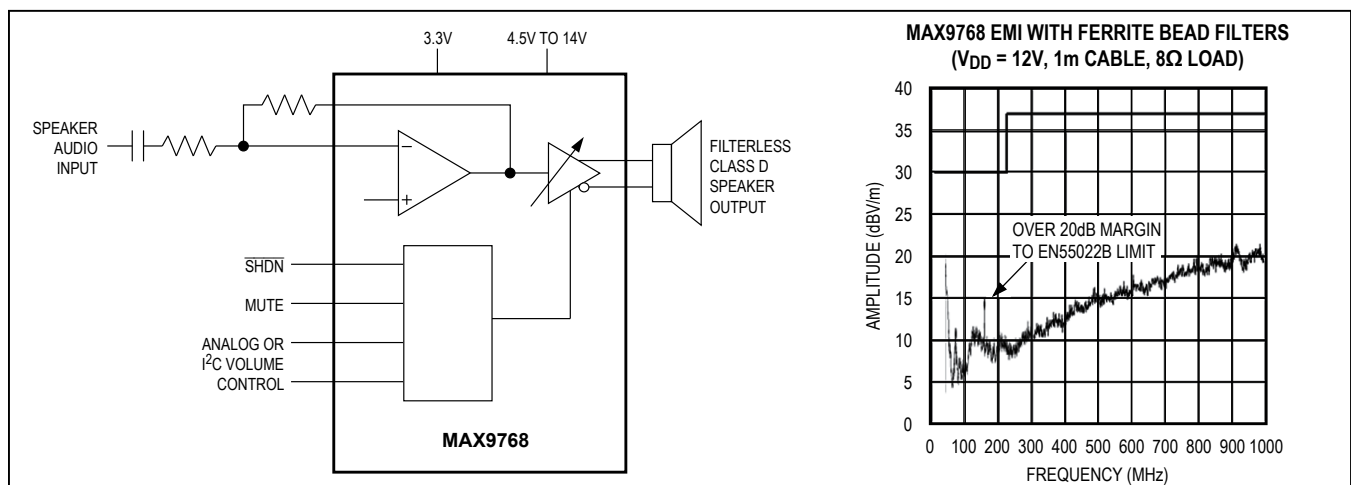 3.3V
4.5V TO 14V
SPEAKER
AUDIO
INPUT
−
+
FILTERLESS
CLASS D
SPEAKER
OUTPUT
SHDN
MUTE
ANALOG OR
I²C VOLUME
CONTROL
MAX9768
MAX9768 EMI WITH FERRITE BEAD FILTERS
(VDD = 12V, 1m CABLE, 8Ω LOAD)
AMPLITUDE (dBV/m)
40
35
30
25
20
15
10
5
0
OVER 20dB MARGIN
TO EN55022B LIMIT
0 100 200 300 400 500 600 700 800 900 1000
FREQUENCY (MHz)